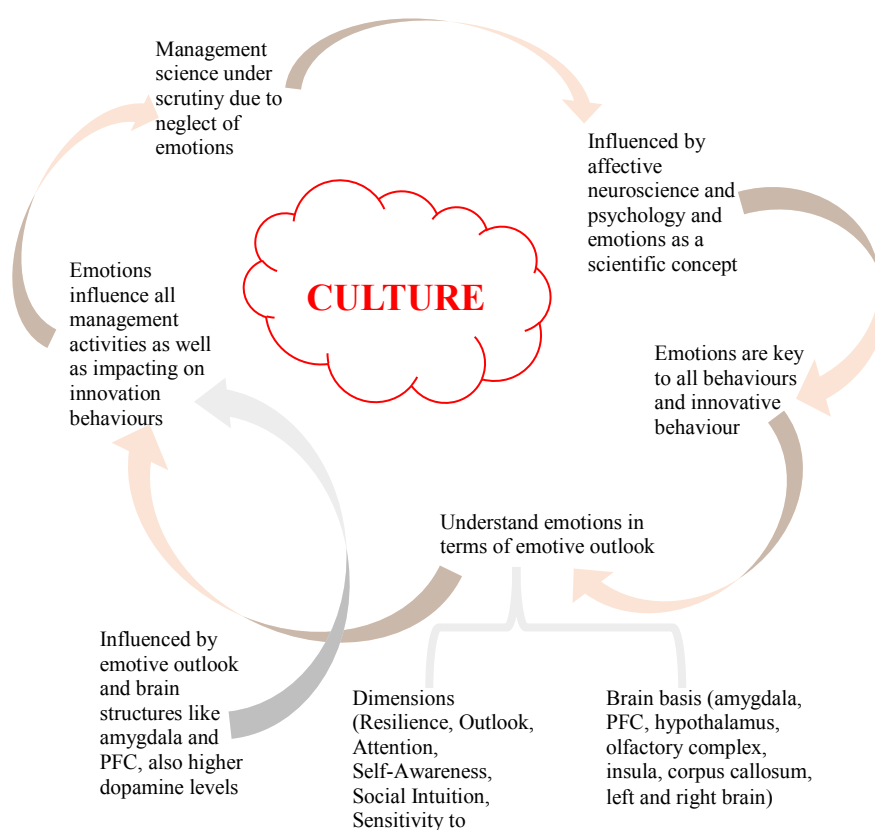 Management
science under
scrutiny due to
neglect of
emotions
Influenced by
affective
neuroscience and
psychology and
emotions as a
scientific concept
CULTURE
Emotions
influence all
management
activities as well
as impacting on
innovation
behaviours
Emotions are key
to all behaviours
and innovative
behaviour
Understand emotions in
terms of emotive outlook
Influenced by
emotive outlook
and brain
structures like
amygdala and
PFC, also higher
dopamine levels
Dimensions
(Resilience, Outlook,
Attention,
Self-Awareness,
Social Intuition,
Sensitivity to
Brain basis (amygdala,
PFC, hypothalamus,
olfactory complex,
insula, corpus callosum,
left and right brain)